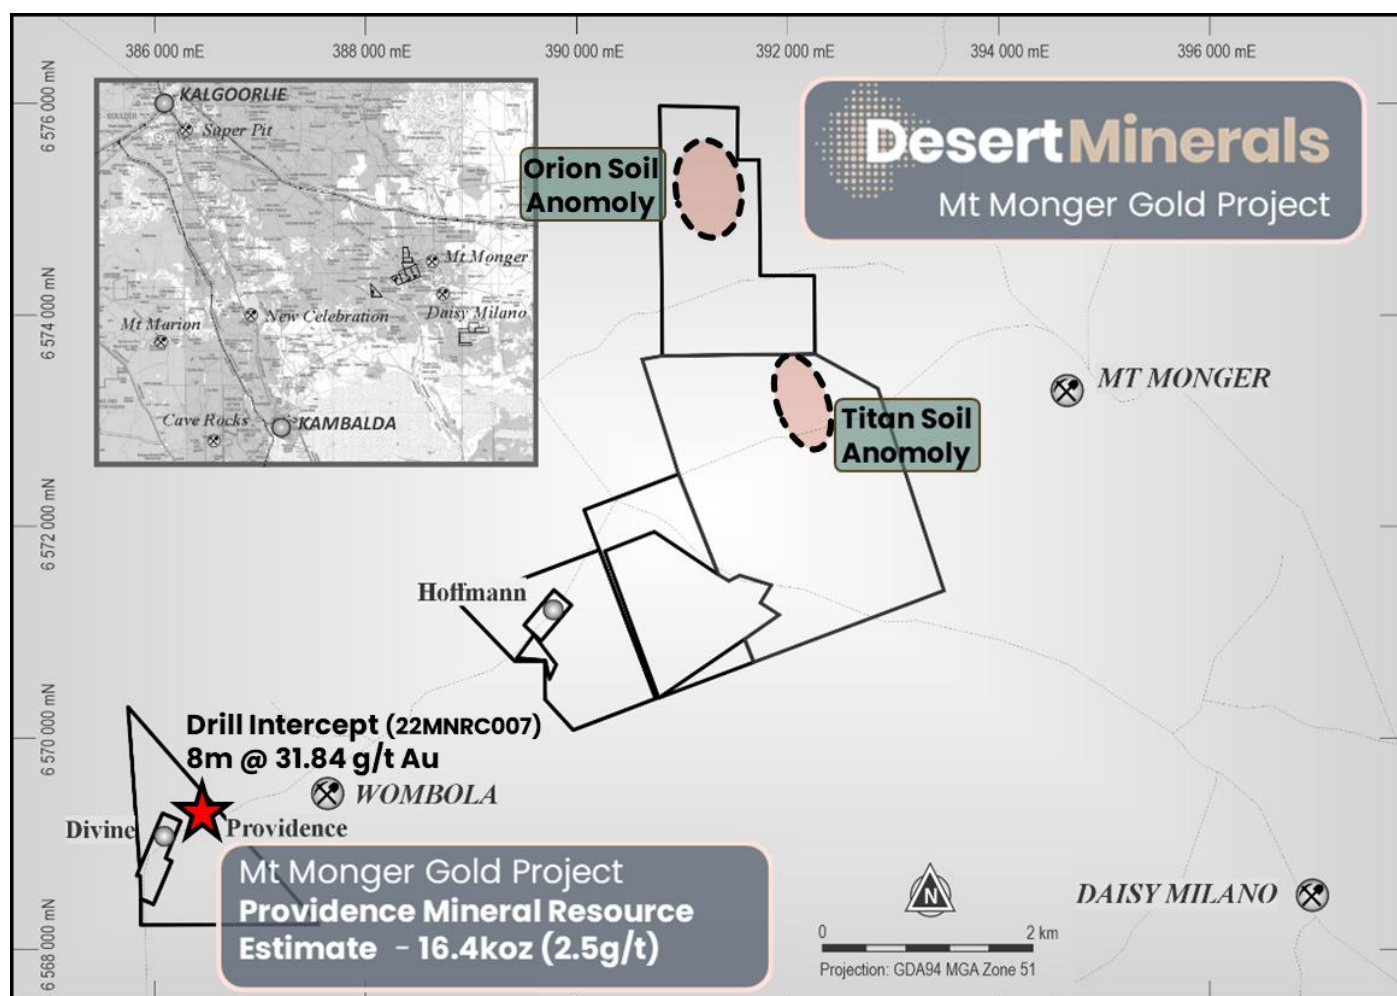 386 000 mE
388 000 mE
390 000 mE
392 000 mE
394 000 mE
396 000 mE
6 576 000 mN
6 574 000 mN
6 572 000 mN
6 570 000 mN
6 568 000 mN
KALGOORLIE
Super Pit
Mt Monger
Daisy Milano
New Celebration
Mt Marion
Cave Rocks
KAMBALDA
Orion Soil
Anomoly
DesertMinerals
Mt Monger Gold Project
MT MONGER
Titan Soil
Anomoly
Hoffmann
Drill Intercept (22MNRC007)
8m @ 31.84 g/t Au
WOMBOLA
Divine
Providence
Mt Monger Gold Project
Providence Mineral Resource
Estimate - 16.4koz (2.5g/t)
N
DAISY MILANO
0 2 km
Projection: GDA94 MGA Zone 51